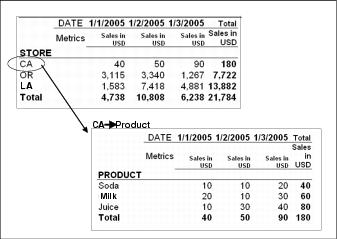 DATE 1/1/2005 1/2/2005 1/3/2005 Total
Metrics Sales in USD Sales in USD Sales in USD Sales in USD
STORE
CA 40 50 90 180
OR 3,115 3,340 1,267 7,722
LA 1,583 7,418 4,881 13,882
Total 4,738 10,808 6,238 21,784
CA Product
DATE 1/1/2005 1/2/2005 1/3/2005 Total
Metrics Sales in USD Sales in USD Sales in USD Sales in USD
PRODUCT
Soda 10 10 20 40
Milk 20 10 30 60
Juice 10 30 40 80
Total 40 50 90 180